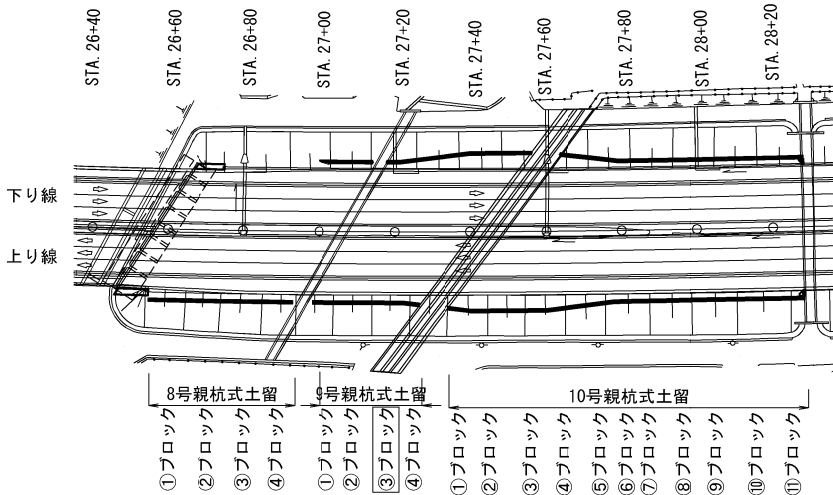 STA. 26+40
STA. 26+60
STA. 26+80
STA. 27+00
STA. 27+20
STA. 27+40
STA. 27+60
STA. 27+80
STA. 28+00
STA. 28+20
下り線
上り線
8号親杭式土留
9号親杭式土留
10号親杭式土留
①ブロック
②ブロック
③ブロック
④ブロック
①ブロック
②ブロック
③ブロック
④ブロック
①ブロック
②ブロック
③ブロック
④ブロック
⑤ブロック
⑥ブロック
⑦ブロック
⑧ブロック
⑨ブロック
⑩ブロック
⑪ブロック